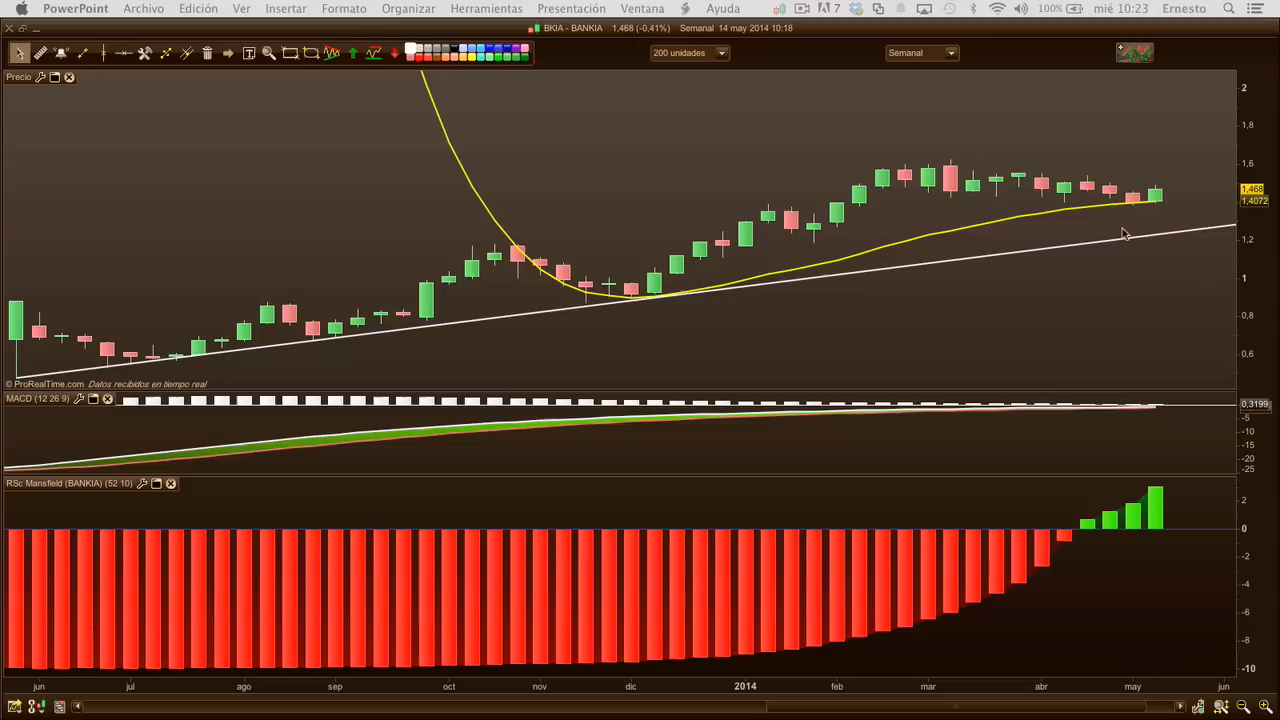 PowerPoint Archivo Edición Ver Insertar Formato Organizar Herramientas Presentación Ventana Ayuda 7 100% mié 10:23 Ernesto
BKIA - BANKIA 1,468 (-0,41%) Semanal 14 may 2014 10:18
200 unidades Semanal
Precio
2
1,8
1,6
1,468
1,4072
1,2
1
0,8
0,6
© ProRealTime.com Datos recibidos en tiempo real
MACD (12 26 9)
0,3199
-5
-10
-15
-20
-25
RSc Mansfield (BANKIA) (52 10)
2
0
-2
-4
-6
-8
-10
jun jul ago sep oct nov dic 2014 feb mar abr may jun